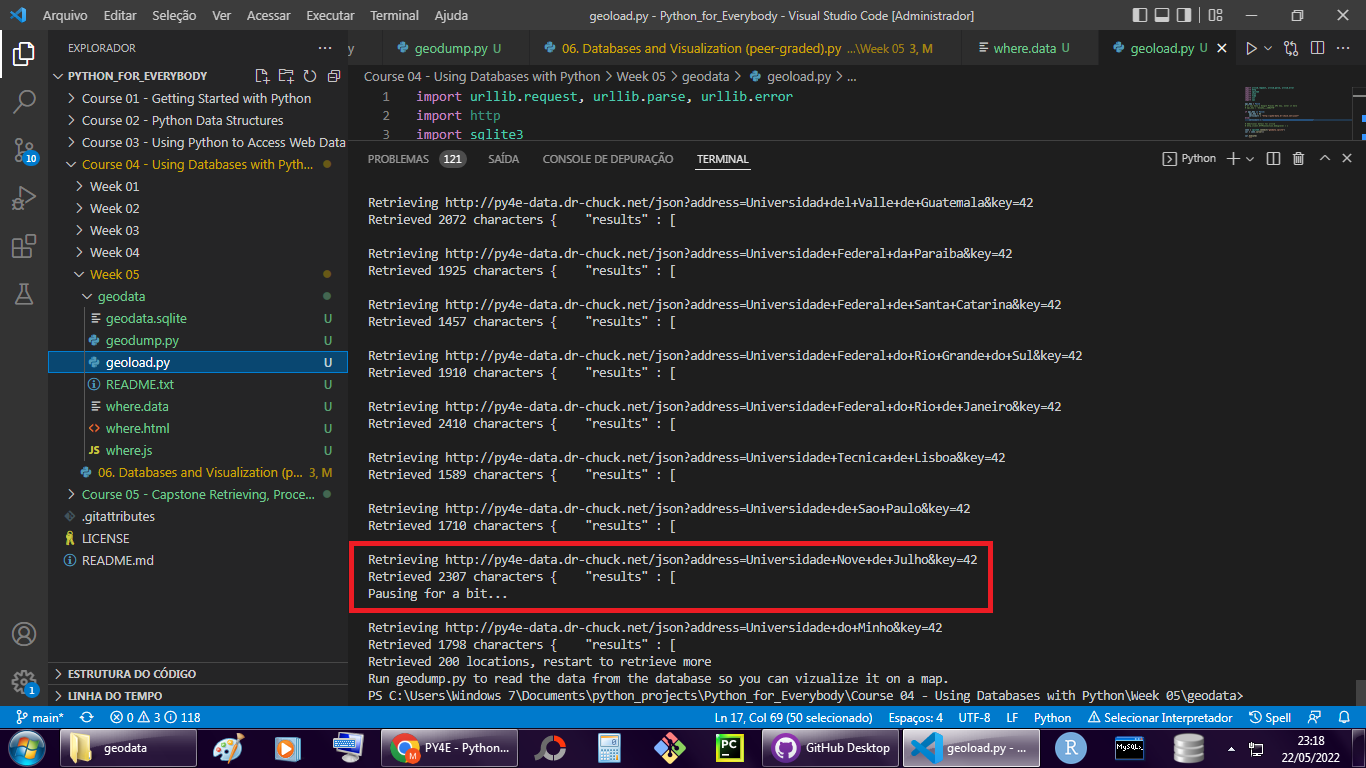 Arquivo Editar Seleção Ver Acessar Executar Terminal Ajuda
geoload.py - Python_for_Everybody - Visual Studio Code [Administrador]
EXPLORADOR
y
geodump.py U
06. Databases and Visualization (peer-graded).py ...\Week 05 3, M
where.data U
geoload.py U
PYTHON_FOR_EVERYBODY
Course 01 - Getting Started with Python
Course 02 - Python Data Structures
Course 03 - Using Python to Access Web Data
Course 04 - Using Databases with Pyth...
Week 01
Week 02
Week 03
Week 04
Week 05
geodata
geodata.sqlite U
geodump.py U
geoload.py U
README.txt U
where.data U
where.html U
JS where.js U
06. Databases and Visualization (p... 3, M
Course 05 - Capstone Retrieving, Proce...
.gitattributes
LICENSE
README.md
ESTRUTURA DO CÓDIGO
LINHA DO TEMPO
10
1
Course 04 - Using Databases with Python > Week 05 > geodata > geoload.py > ...
1 import urllib.request, urllib.parse, urllib.error
2 import http
3 import sqlite3
PROBLEMAS 121 SAÍDA CONSOLE DE DEPURAÇÃO TERMINAL
Python
Retrieving http://py4e-data.dr-chuck.net/json?address=Universidad+del+Valle+de+Guatemala&key=42
Retrieved 2072 characters { "results" : [
Retrieving http://py4e-data.dr-chuck.net/json?address=Universidade+Federal+da+Paraiba&key=42
Retrieved 1925 characters { "results" : [
Retrieving http://py4e-data.dr-chuck.net/json?address=Universidade+Federal+de+Santa+Catarina&key=42
Retrieved 1457 characters { "results" : [
Retrieving http://py4e-data.dr-chuck.net/json?address=Universidade+Federal+do+Rio+Grande+do+Sul&key=42
Retrieved 1910 characters { "results" : [
Retrieving http://py4e-data.dr-chuck.net/json?address=Universidade+Federal+do+Rio+de+Janeiro&key=42
Retrieved 2410 characters { "results" : [
Retrieving http://py4e-data.dr-chuck.net/json?address=Universidade+Tecnica+de+Lisboa&key=42
Retrieved 1589 characters { "results" : [
Retrieving http://py4e-data.dr-chuck.net/json?address=Universidade+de+Sao+Paulo&key=42
Retrieved 1710 characters { "results" : [
Retrieving http://py4e-data.dr-chuck.net/json?address=Universidade+Nove+de+Julho&key=42
Retrieved 2307 characters { "results" : [
Pausing for a bit...
Retrieving http://py4e-data.dr-chuck.net/json?address=Universidade+do+Minho&key=42
Retrieved 1798 characters { "results" : [
Retrieved 200 locations, restart to retrieve more
Run geodump.py to read the data from the database so you can vizualize it on a map.
PS C:\Users\Windows 7\Documents\python_projects\Python_for_Everybody\Course 04 - Using Databases with Python\Week 05\geodata>
main* 0 3 118
Ln 17, Col 69 (50 selecionado) Espaços: 4 UTF-8 LF Python Selecionar Interpretador Spell
geodata
PY4E - Python...
PC
GitHub Desktop
geoload.py - ...
R
MySQL
23:18
22/05/2022